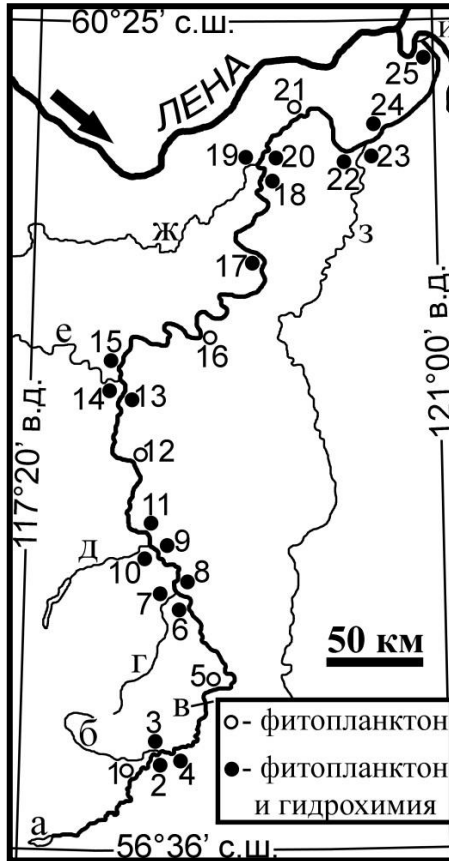 60°25' с.ш.
и
25
ЛЕНА
21
24
19
20
22
23
18
ж
з
17
е
15
16
14
13
117°20' в.д.
121°00' в.д.
12
11
д
9
10
8
7
6
г
50 км
5
в
б
3
1
2
4
а
- фитопланктон
- фитопланктон
и гидрохимия
56°36' с.ш.